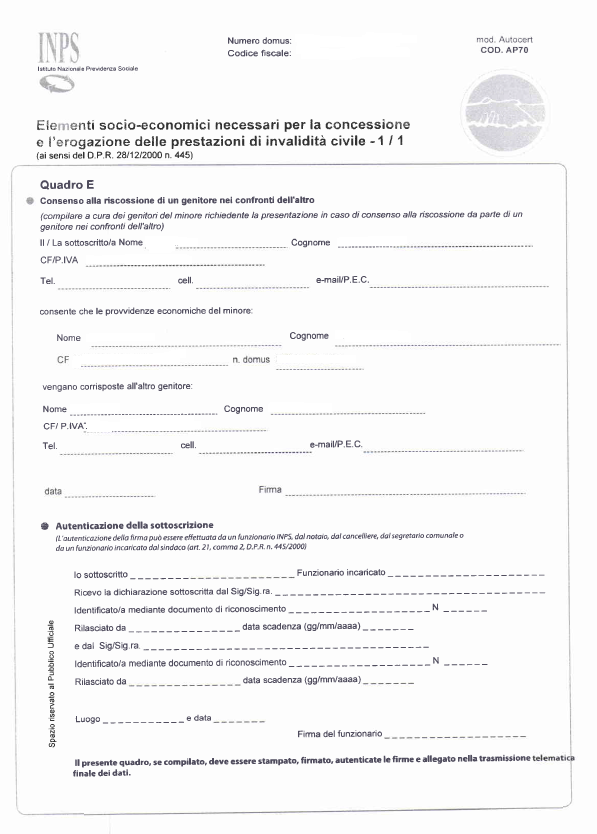 INPS
Istituto Nazionale Previdenza Sociale
Numero domus:
Codice fiscale:
mod. Autocert
COD. AP70
Elementi socio-economici necessari per la concessione
e l'erogazione delle prestazioni di invalidità civile - 1 / 1
(ai sensi del D.P.R. 28/12/2000 n. 445)
Quadro E
Consenso alla riscossione di un genitore nei confronti dell'altro
(compilare a cura dei genitori del minore richiedente la presentazione in caso di consenso alla riscossione da parte di un
genitore nei confronti dell'altro)
Il / La sottoscritto/a Nome Cognome
CF/P.IVA
Tel. cell. e-mail/P.E.C.
consente che le provvidenze economiche del minore:
Nome Cognome
CF n. domus
vengano corrisposte all'altro genitore:
Nome Cognome
CF/ P.IVA:
Tel. cell. e-mail/P.E.C.
data Firma
Autenticazione della sottoscrizione
(L'autenticazione della firma può essere effettuata da un funzionario INPS, dal notaio, dal cancelliere, dal segretario comunale o
da un funzionario incaricato dal sindaco (art. 21, comma 2, D.P.R. n. 445/2000)
Spazio riservato al Pubblico Ufficiale
Io sottoscritto Funzionario incaricato
Ricevo la dichiarazione sottoscritta dal Sig/Sig.ra.
Identificato/a mediante documento di riconoscimento N
Rilasciato da data scadenza (gg/mm/aaaa)
e dal Sig/Sig.ra.
Identificato/a mediante documento di riconoscimento N
Rilasciato da data scadenza (gg/mm/aaaa)
Luogo e data
Firma del funzionario
Il presente quadro, se compilato, deve essere stampato, firmato, autenticate le firme e allegato nella trasmissione telematica
finale dei dati.